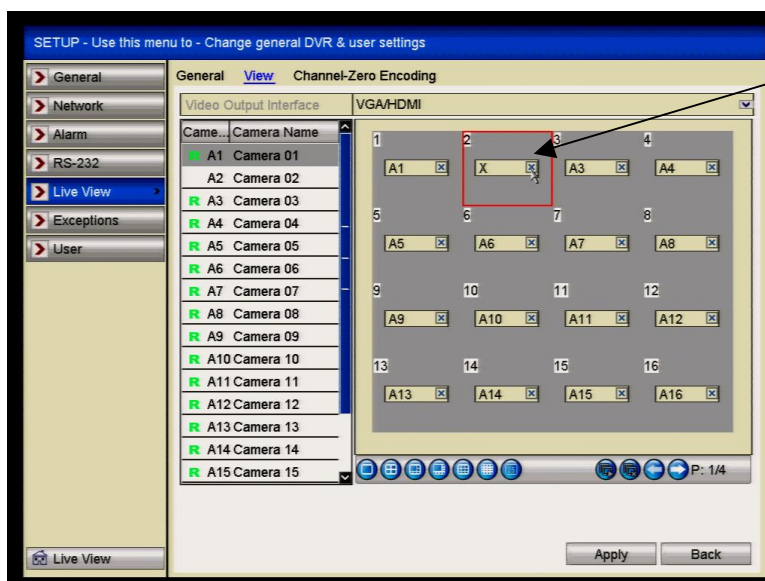 SETUP - Use this menu to - Change general DVR & user settings
General
Network
Alarm
RS-232
Live View
Exceptions
User
Live View
General View Channel-Zero Encoding
Video Output Interface VGA/HDMI
Came... Camera Name
R A1 Camera 01
A2 Camera 02
R A3 Camera 03
R A4 Camera 04
R A5 Camera 05
R A6 Camera 06
R A7 Camera 07
R A8 Camera 08
R A9 Camera 09
R A10 Camera 10
R A11 Camera 11
R A12 Camera 12
R A13 Camera 13
R A14 Camera 14
R A15 Camera 15
1 2 3 4
A1 X A3 A4
5 6 7 8
A5 A6 A7 A8
9 10 11 12
A9 A10 A11 A12
13 14 15 16
A13 A14 A15 A16
P: 1/4
Apply Back